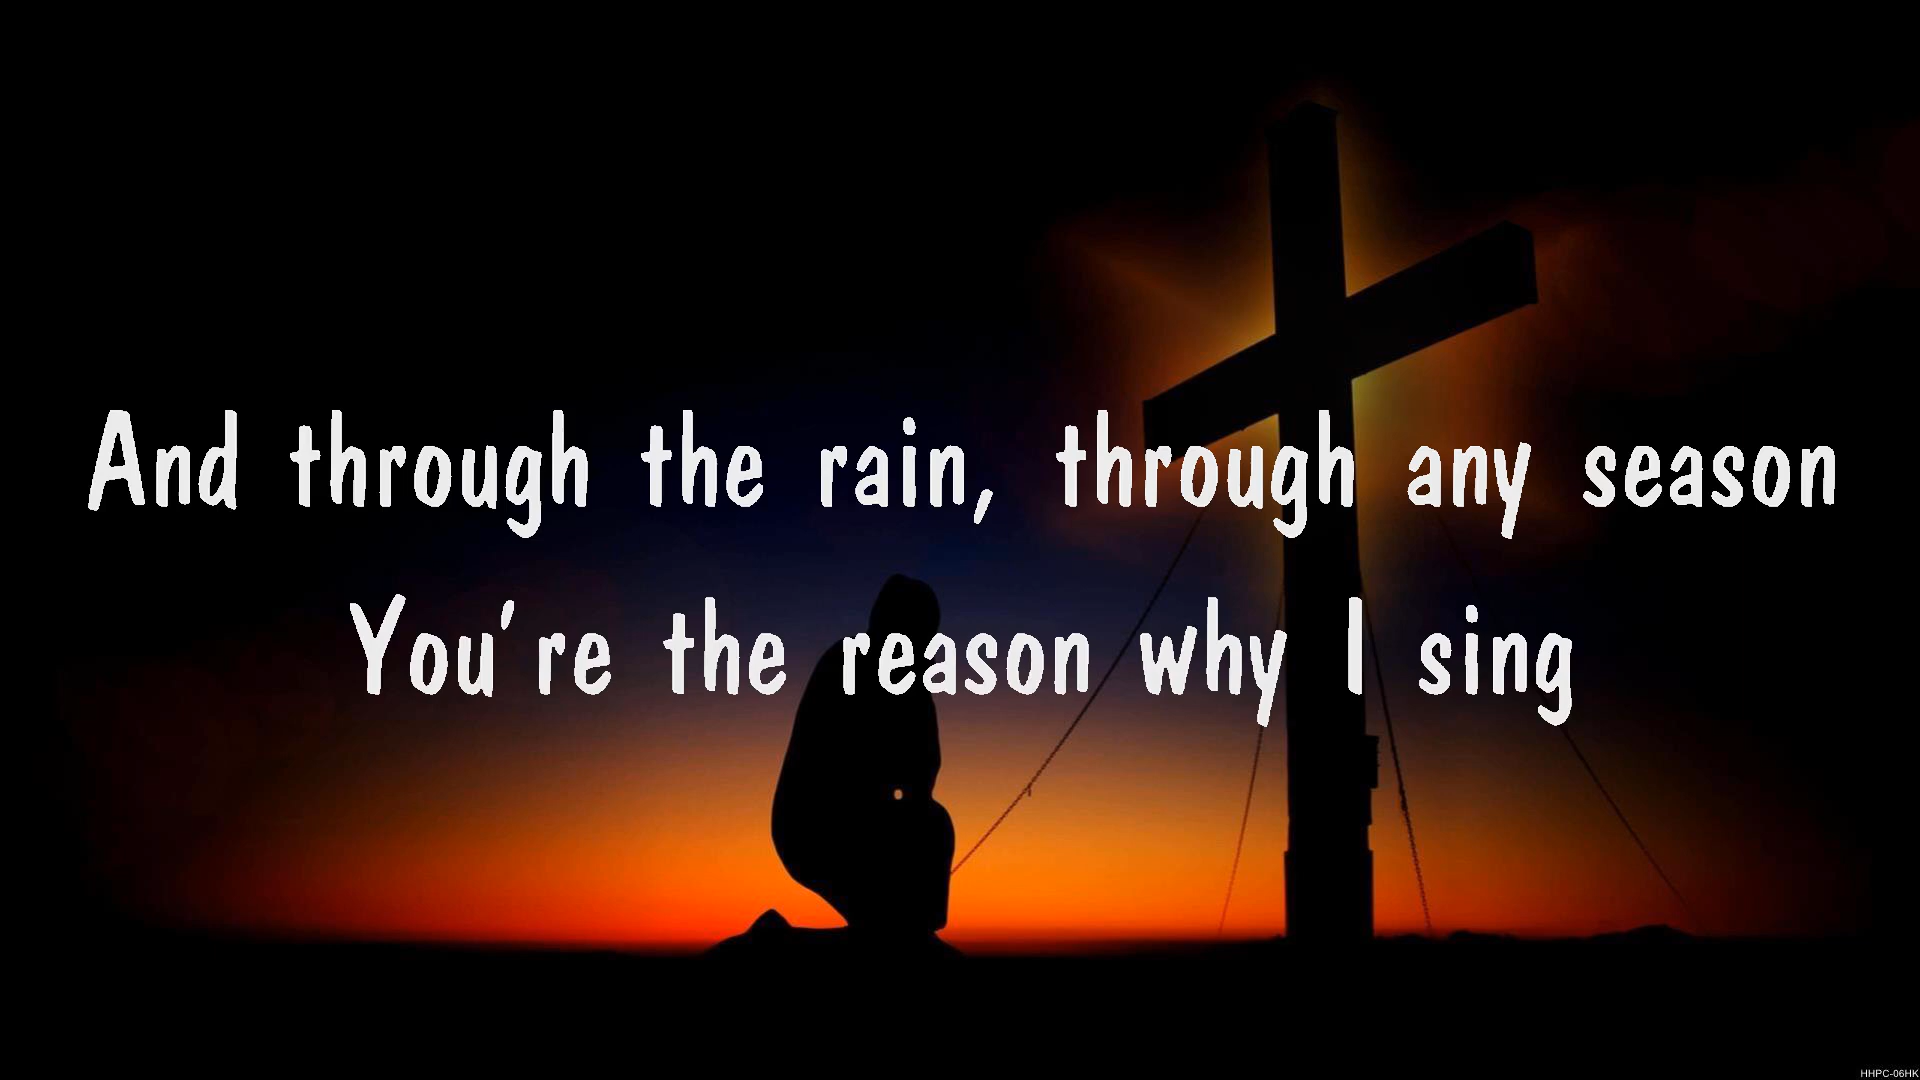 And through the rain, through any season
You're the reason why I sing
HHPC-06HK